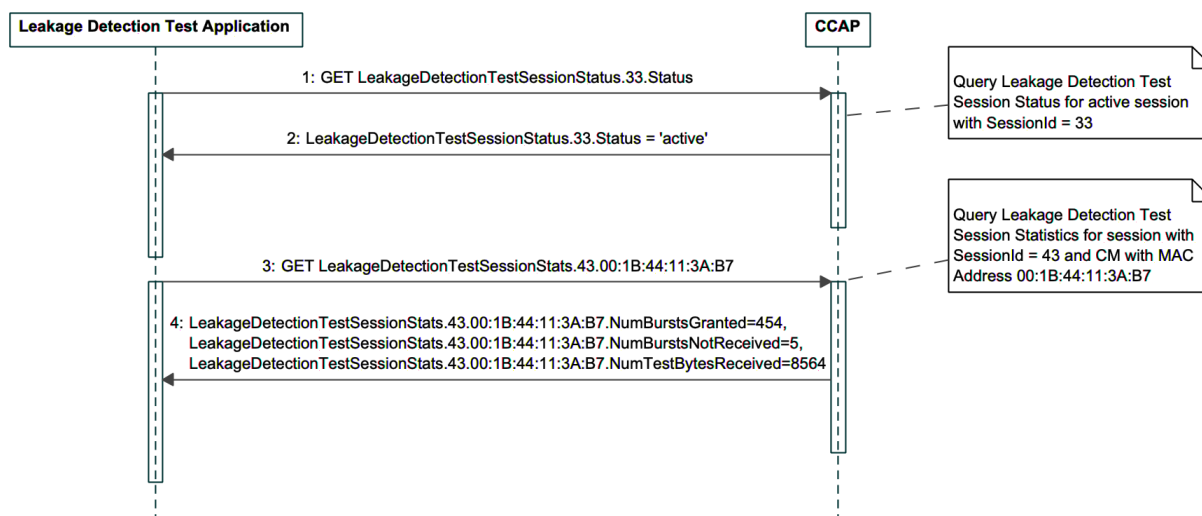 Leakage Detection Test Application
CCAP
1: GET LeakageDetectionTestSessionStatus.33.Status
Query Leakage Detection Test
Session Status for active session
with SessionId = 33
2: LeakageDetectionTestSessionStatus.33.Status = 'active'
Query Leakage Detection Test
Session Statistics for session with
SessionId = 43 and CM with MAC
Address 00:1B:44:11:3A:B7
3: GET LeakageDetectionTestSessionStats.43.00:1B:44:11:3A:B7
4: LeakageDetectionTestSessionStats.43.00:1B:44:11:3A:B7.NumBurstsGranted=454,
LeakageDetectionTestSessionStats.43.00:1B:44:11:3A:B7.NumBurstsNotReceived=5,
LeakageDetectionTestSessionStats.43.00:1B:44:11:3A:B7.NumTestBytesReceived=8564